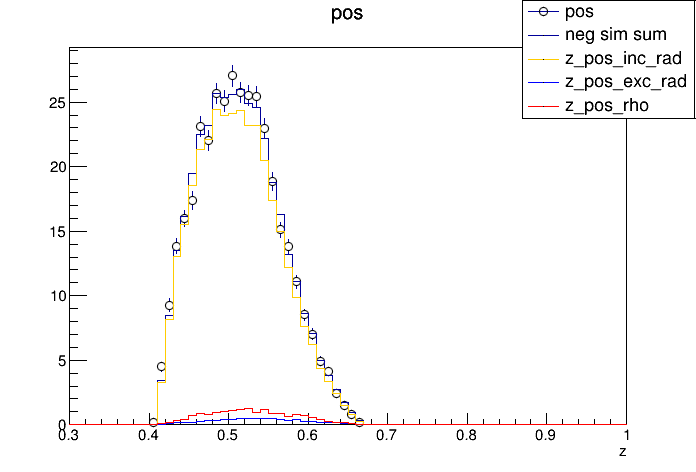 pos
pos
neg sim sum
z_pos_inc_rad
z_pos_exc_rad
z_pos_rho
25
20
15
10
5
0
0.3 0.4 0.5 0.6 0.7 0.8 0.9 1
z